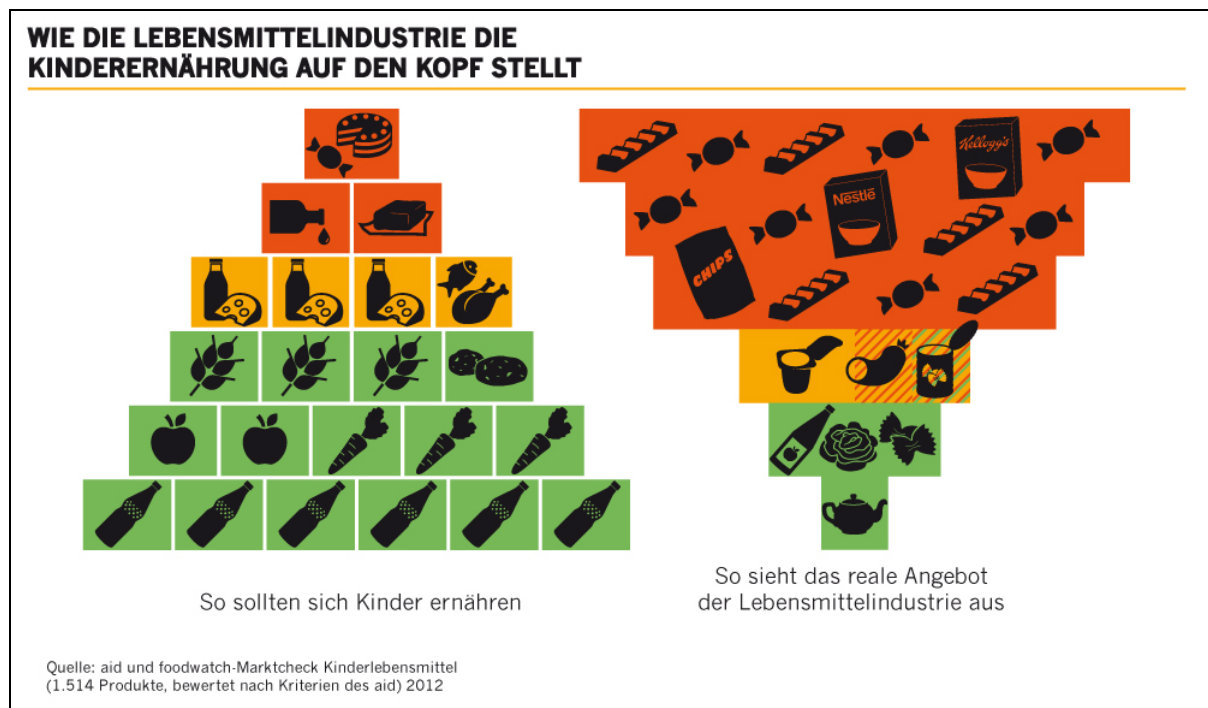 WIE DIE LEBENSMITTELINDUSTRIE DIE
KINDERERNÄHRUNG AUF DEN KOPF STELLT
Kellogg's
Nestlé
CHIPS
So sollten sich Kinder ernähren
So sieht das reale Angebot
der Lebensmittelindustrie aus
Quelle: aid und foodwatch-Marktcheck Kinderlebensmittel
(1.514 Produkte, bewertet nach Kriterien des aid) 2012